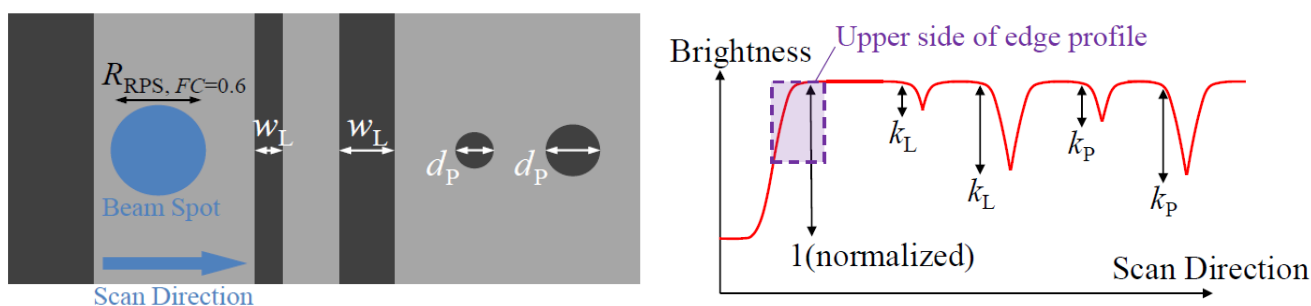 R_RPS, FC=0.6
w_L
w_L
d_P
d_P
Beam Spot
Scan Direction
Brightness
Upper side of edge profile
k_L
k_L
k_P
k_P
1(normalized)
Scan Direction